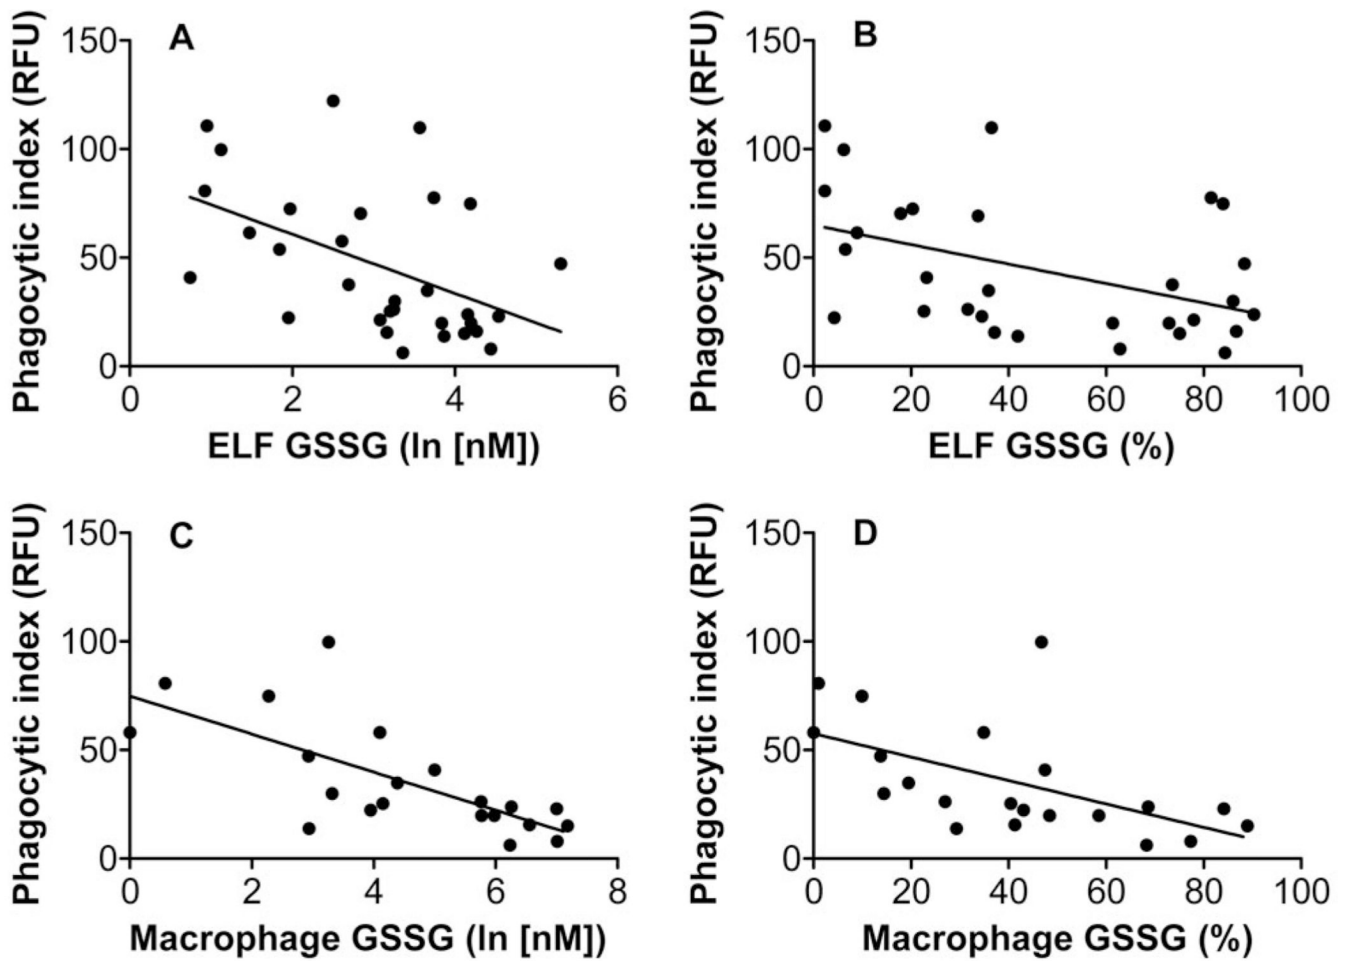 A
Phagocytic index (RFU)
150
100
50
0
0 2 4 6
ELF GSSG (ln [nM])
B
Phagocytic index (RFU)
150
100
50
0
0 20 40 60 80 100
ELF GSSG (%)
C
Phagocytic index (RFU)
150
100
50
0
0 2 4 6 8
Macrophage GSSG (ln [nM])
D
Phagocytic index (RFU)
150
100
50
0
0 20 40 60 80 100
Macrophage GSSG (%)